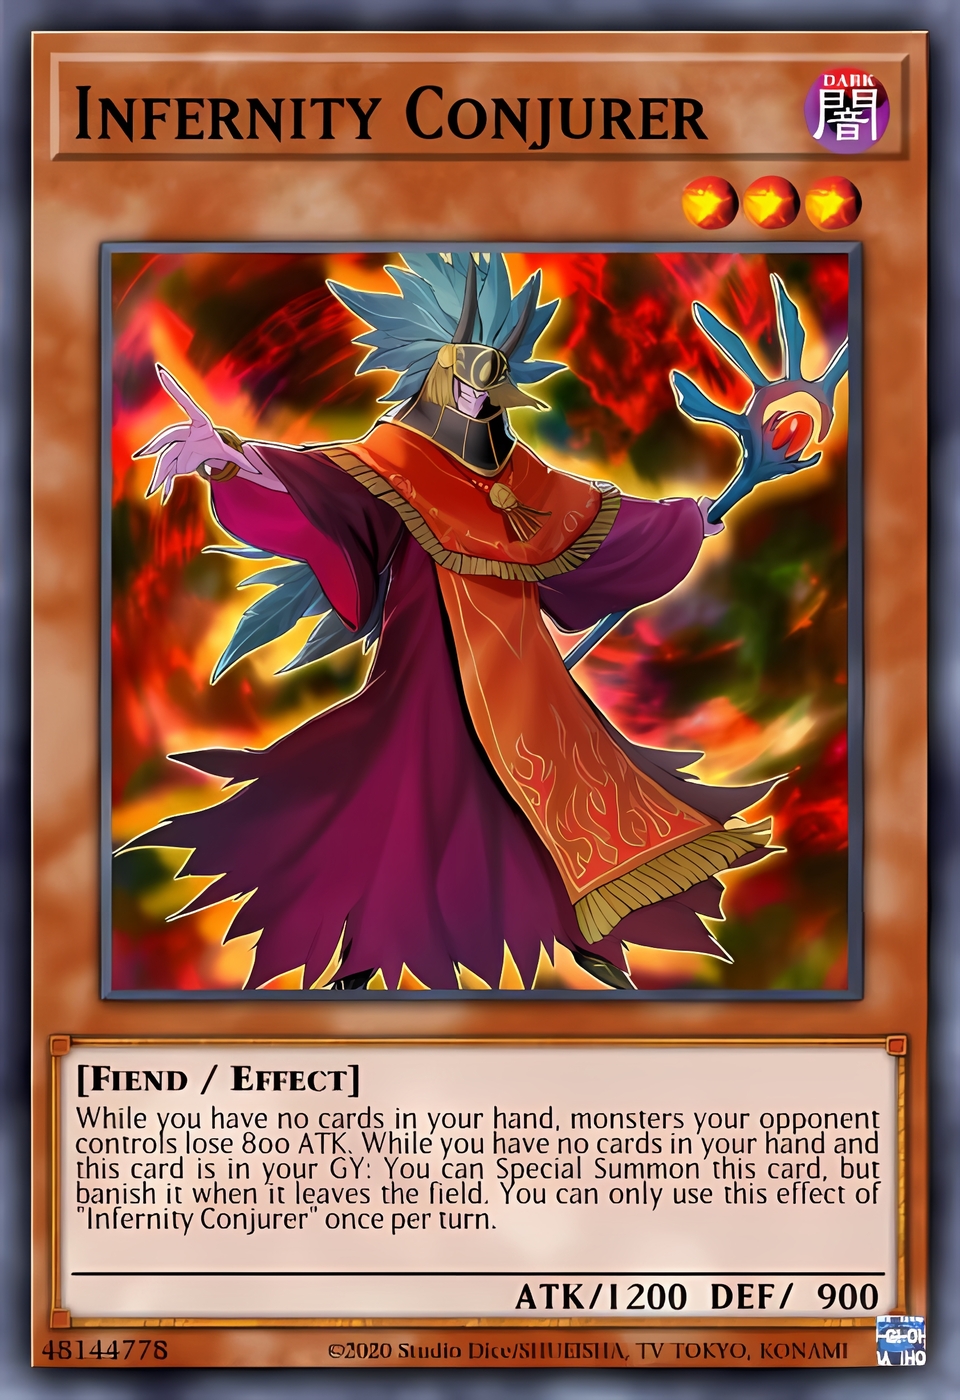 INFERNITY CONJURER
DARK
闇
[FIEND / EFFECT]
While you have no cards in your hand, monsters your opponent
controls lose 800 ATK. While you have no cards in your hand and
this card is in your GY: You can Special Summon this card, but
banish it when it leaves the field. You can only use this effect of
"Infernity Conjurer" once per turn.
ATK/1200 DEF/ 900
48144778
©2020 Studio Dice/SHUEISHA, TV TOKYO, KONAMI